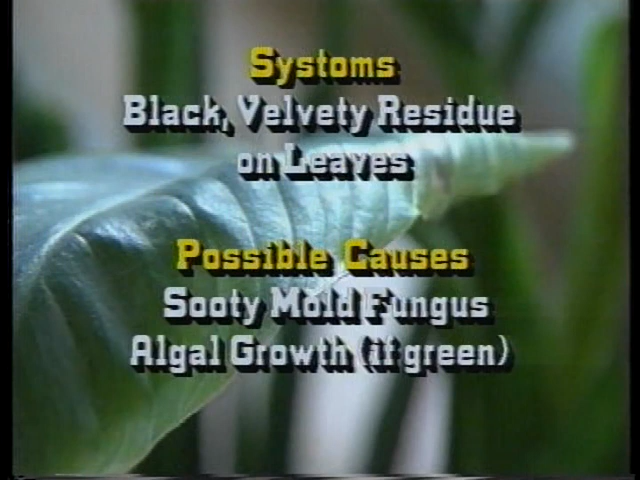 Systoms
Black, Velvety Residue
on Leaves
Possible Causes
Sooty Mold Fungus
Algal Growth (if green)